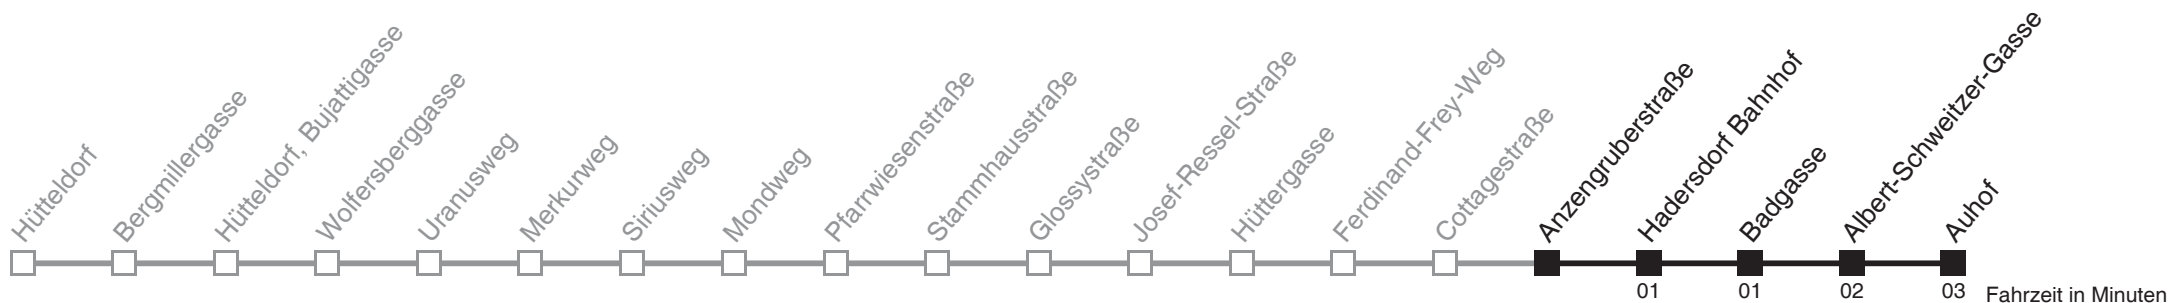 Hütteldorf
Bergmillergasse
Hütteldorf, Bujattigasse
Wolfersberggasse
Uranusweg
Merkurweg
Siriusweg
Mondweg
Pfarrwiesenstraße
Stammhausstraße
Glossystraße
Josef-Ressel-Straße
Hüttergasse
Ferdinand-Frey-Weg
Cottagestraße
Anzengruberstraße
Hadersdorf Bahnhof
Badgasse
Albert-Schweitzer-Gasse
Auhof
01 01 02 03 Fahrzeit in Minuten